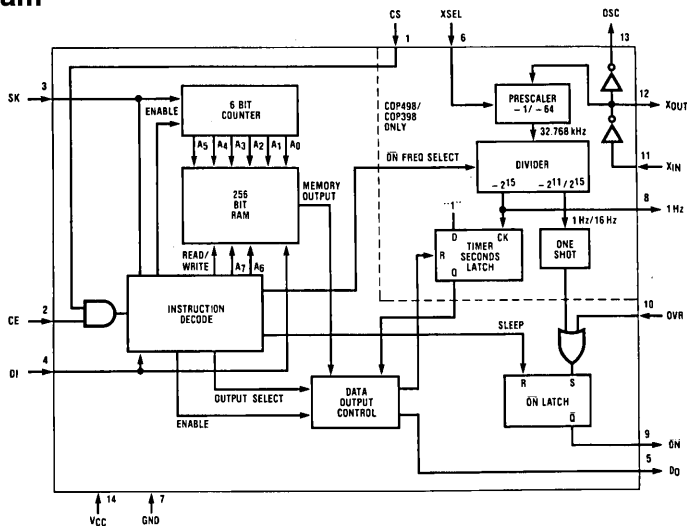 am
CS
XSEL
OSC
1
6
13
3
SK
ENABLE
6 BIT
COUNTER
COP498/
COP398
ONLY
PRESCALER
– 1/ – 64
12
XOUT
A5 A4 A3 A2 A1 A0
32.768 kHz
ON FREQ SELECT
DIVIDER
– 2^15 – 2^11/2^15
11
XIN
256
BIT
RAM
MEMORY
OUTPUT
8
1 Hz
"1"
1 Hz/16 Hz
D CK
R
TIMER
SECONDS
LATCH
Q
ONE
SHOT
READ/
WRITE
A7 A6
2
CE
INSTRUCTION
DECODE
10
OVR
SLEEP
4
DI
OUTPUT SELECT
ENABLE
DATA
OUTPUT
CONTROL
R S
ON LATCH
Q
9
ON
5
DO
14
VCC
7
GND